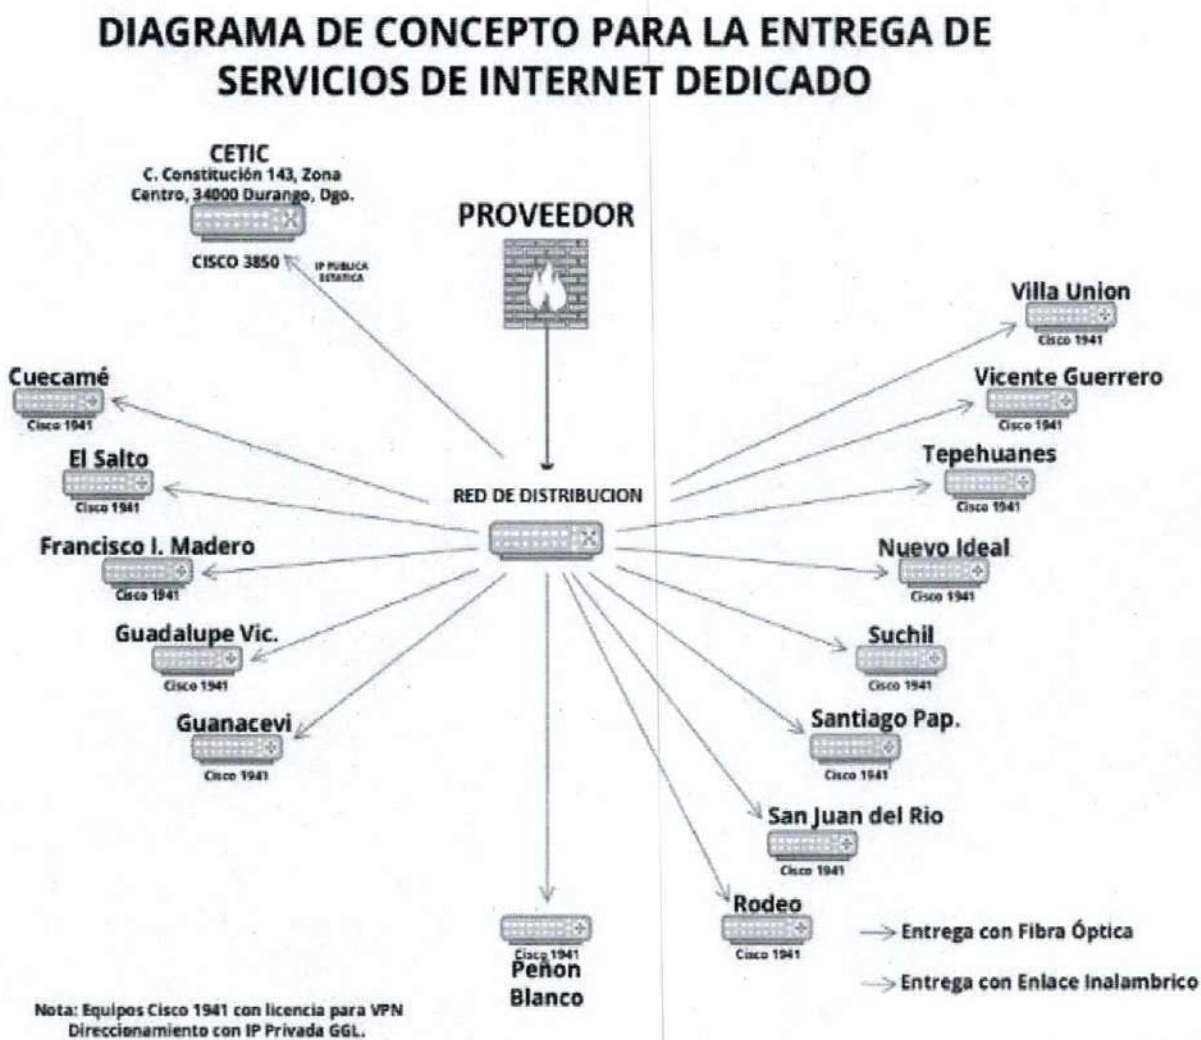 DIAGRAMA DE CONCEPTO PARA LA ENTREGA DE
SERVICIOS DE INTERNET DEDICADO
CETIC
C. Constitución 143, Zona
Centro, 34000 Durango, Dgo.
CISCO 3850
IP PUBLICA
ESTATICA
PROVEEDOR
Villa Union
Cisco 1941
Vicente Guerrero
Cisco 1941
Cuecamé
Cisco 1941
Tepehuanes
Cisco 1941
El Salto
Cisco 1941
RED DE DISTRIBUCION
Francisco I. Madero
Cisco 1941
Nuevo Ideal
Cisco 1941
Guadalupe Vic.
Cisco 1941
Suchil
Cisco 1941
Guanacevi
Cisco 1941
Santiago Pap.
Cisco 1941
San Juan del Rio
Cisco 1941
Rodeo
Cisco 1941
Cisco 1941
Peñon
Blanco
Entrega con Fibra Óptica
Entrega con Enlace Inalambrico
Nota: Equipos Cisco 1941 con licencia para VPN
Direccionamiento con IP Privada GGL.